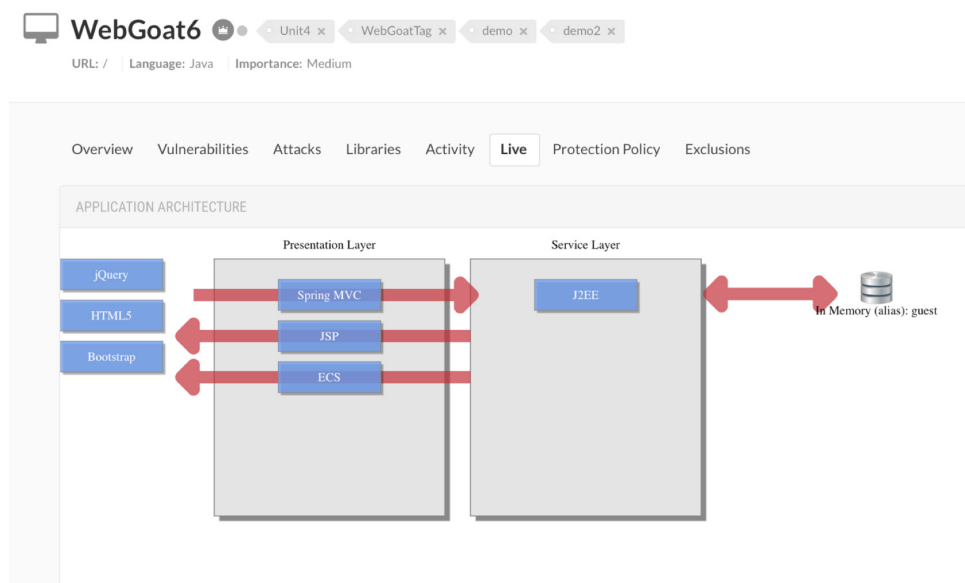 WebGoat6 Unit4 × WebGoatTag × demo × demo2 ×
URL: / Language: Java Importance: Medium
Overview Vulnerabilities Attacks Libraries Activity Live Protection Policy Exclusions
APPLICATION ARCHITECTURE
Presentation Layer Service Layer
jQuery Spring MVC J2EE
HTML5 JSP In Memory (alias): guest
Bootstrap ECS